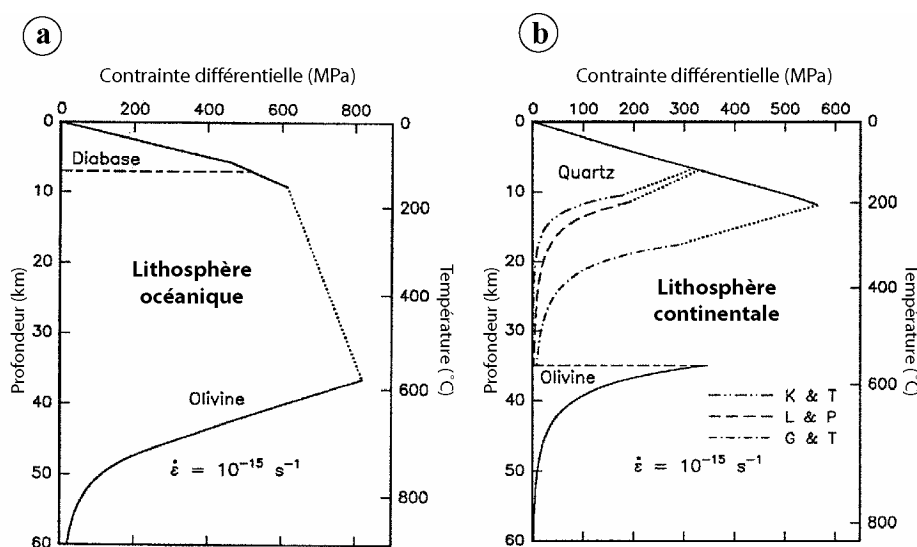 a
Contrainte différentielle (MPa)
0 200 400 600 800
0
10
20
30
40
50
60
Profondeur (km)
Diabase
Lithosphère
océanique
Olivine
ε̇ = 10⁻¹⁵ s⁻¹
0
200
400
600
800
Température (°C)
b
Contrainte différentielle (MPa)
0 100 200 300 400 500 600
0
10
20
30
40
50
60
Profondeur (km)
Quartz
Lithosphère
continentale
Olivine
K & T
L & P
G & T
ε̇ = 10⁻¹⁵ s⁻¹
0
200
400
600
800
Température (°C)